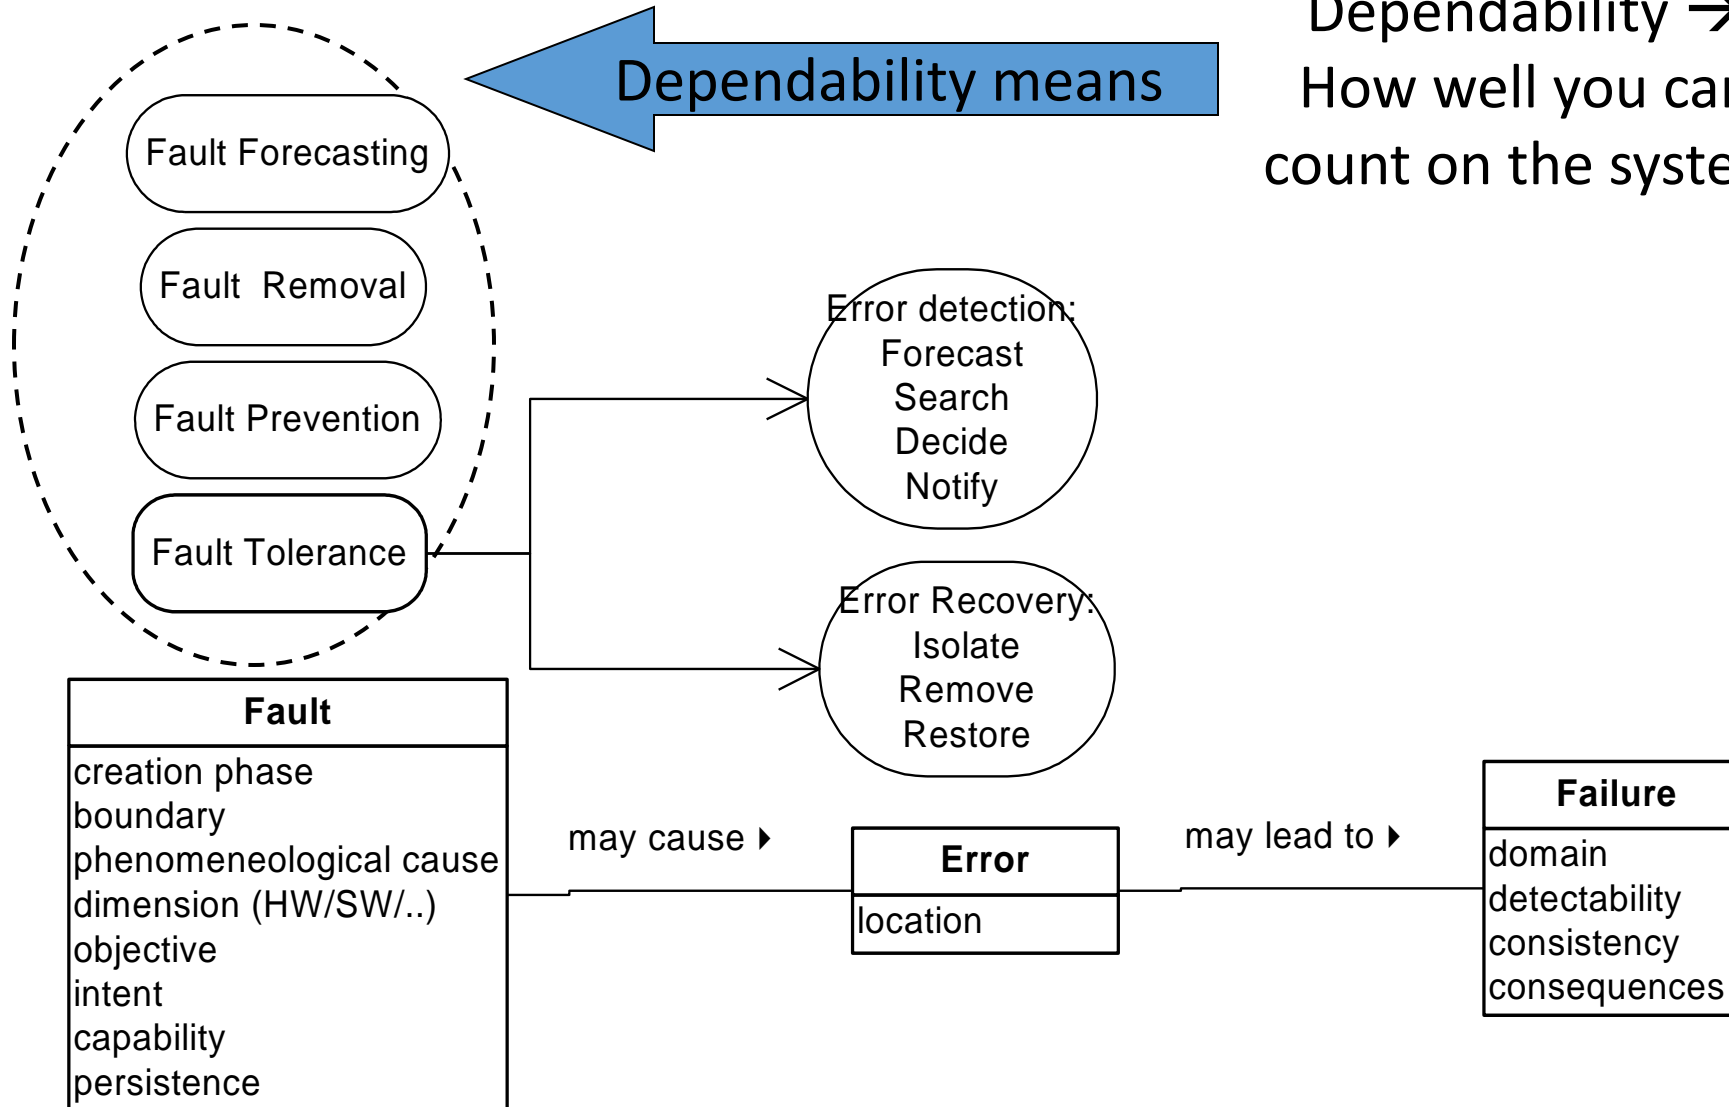 Dependability →
How well you can
count on the syste
Dependability means
Fault Forecasting
Fault Removal
Fault Prevention
Fault Tolerance
Error detection:
Forecast
Search
Decide
Notify
Error Recovery:
Isolate
Remove
Restore
Fault
creation phase
boundary
phenomeneological cause
dimension (HW/SW/..)
objective
intent
capability
persistence
may cause ▸
Error
location
may lead to ▸
Failure
domain
detectability
consistency
consequences